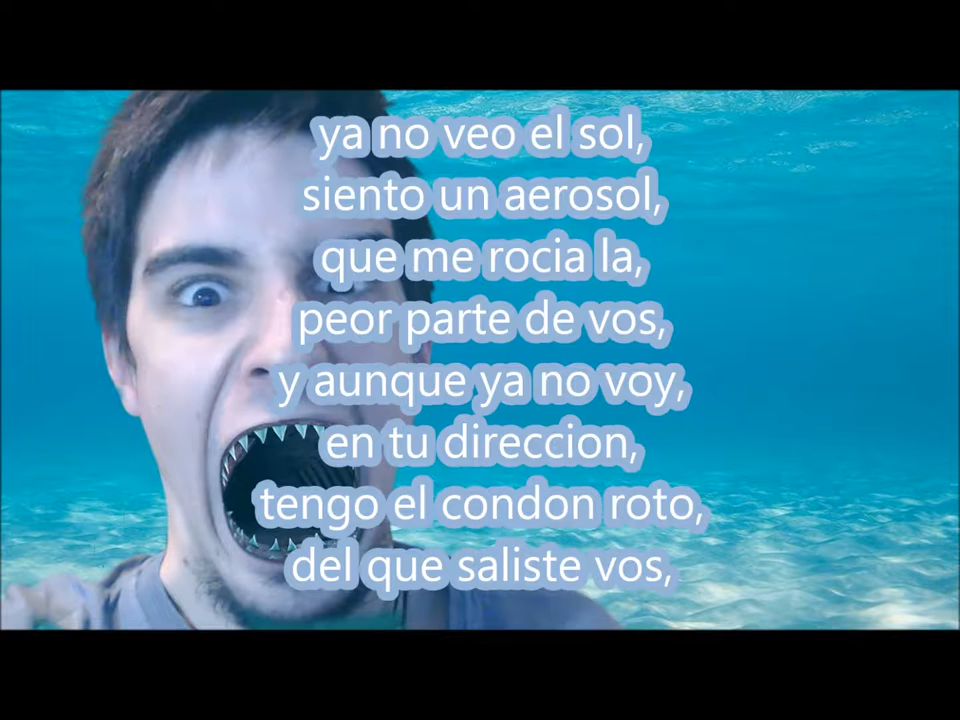 ya no veo el sol,
siento un aerosol,
que me rocia la,
peor parte de vos,
y aunque ya no voy,
en tu direccion,
tengo el condon roto,
del que saliste vos,